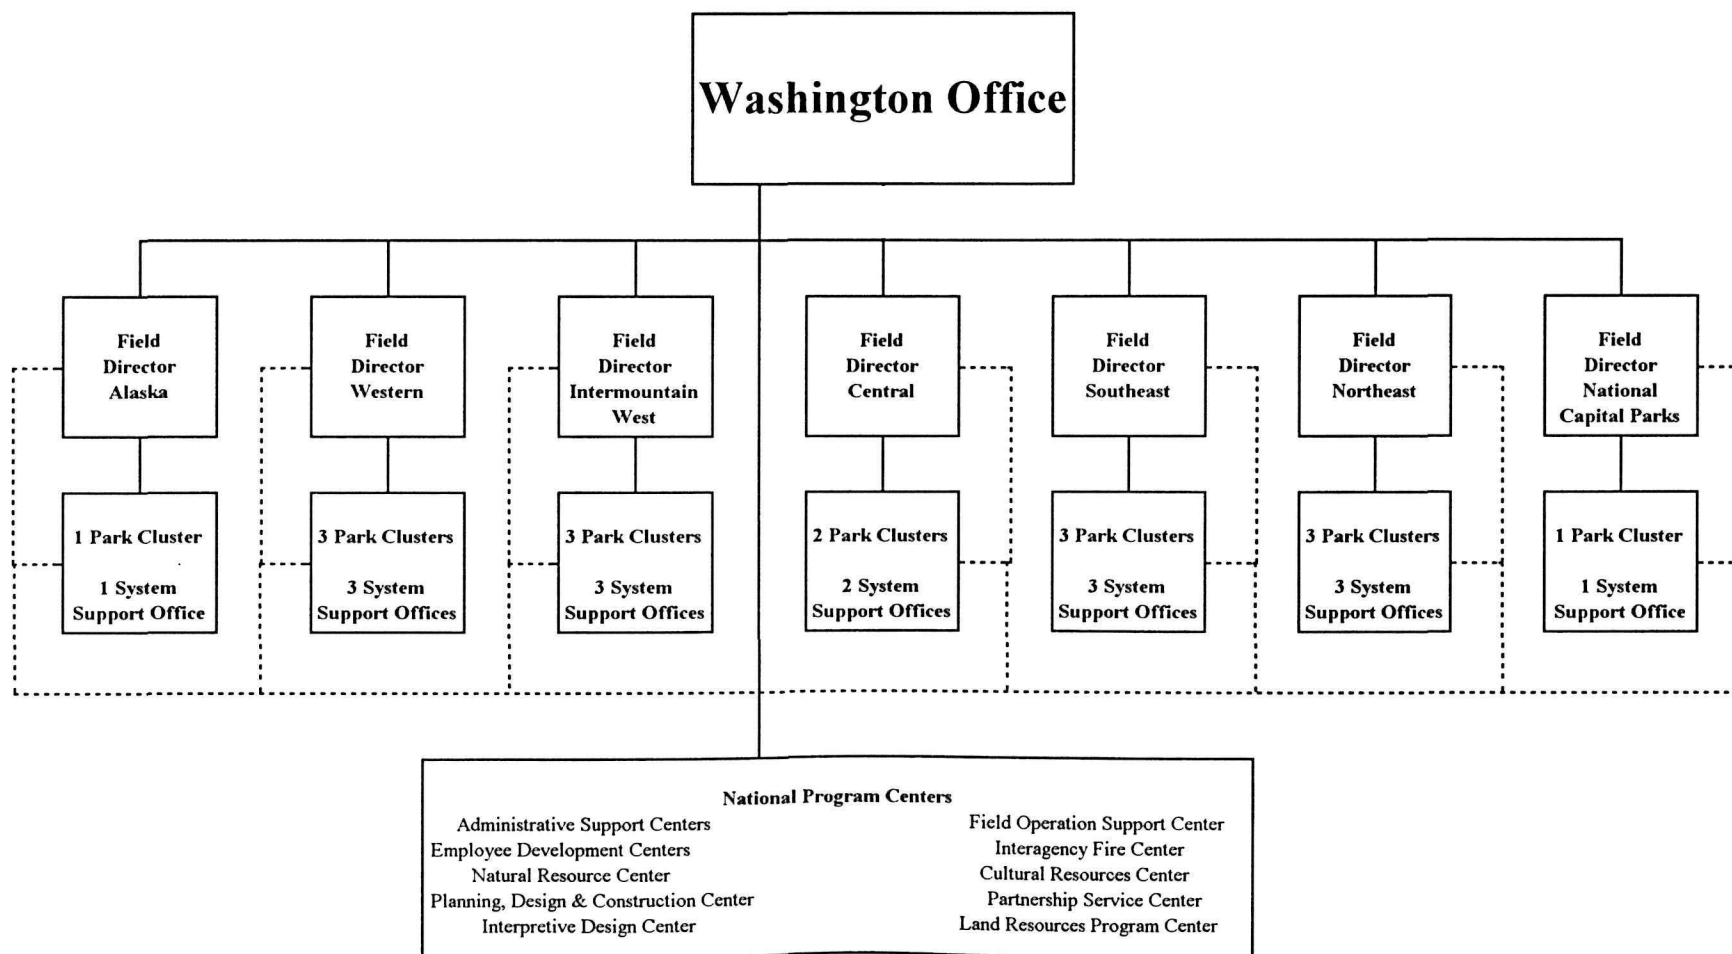 Washington Office
Field
Director
Alaska
Field
Director
Western
Field
Director
Intermountain
West
Field
Director
Central
Field
Director
Southeast
Field
Director
Northeast
Field
Director
National
Capital Parks
1 Park Cluster
1 System
Support Office
3 Park Clusters
3 System
Support Offices
3 Park Clusters
3 System
Support Offices
2 Park Clusters
2 System
Support Offices
3 Park Clusters
3 System
Support Offices
3 Park Clusters
3 System
Support Offices
1 Park Cluster
1 System
Support Office
National Program Centers
Administrative Support Centers
Employee Development Centers
Natural Resource Center
Planning, Design & Construction Center
Interpretive Design Center
Field Operation Support Center
Interagency Fire Center
Cultural Resources Center
Partnership Service Center
Land Resources Program Center